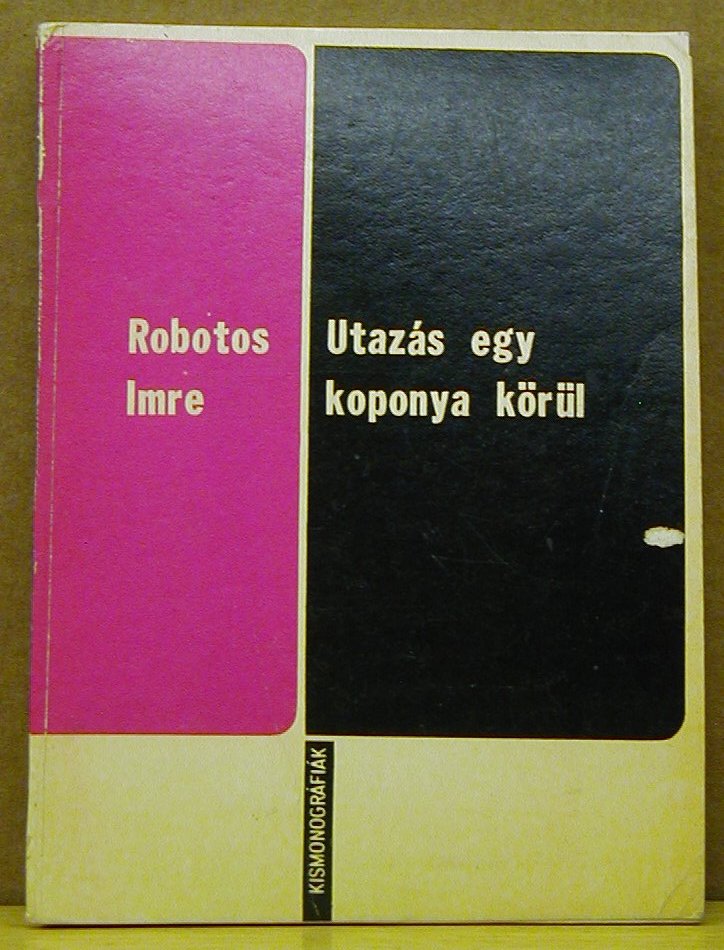 Robotos
Imre
Utazás egy
koponya körül
KISMONOGRÁFIÁK